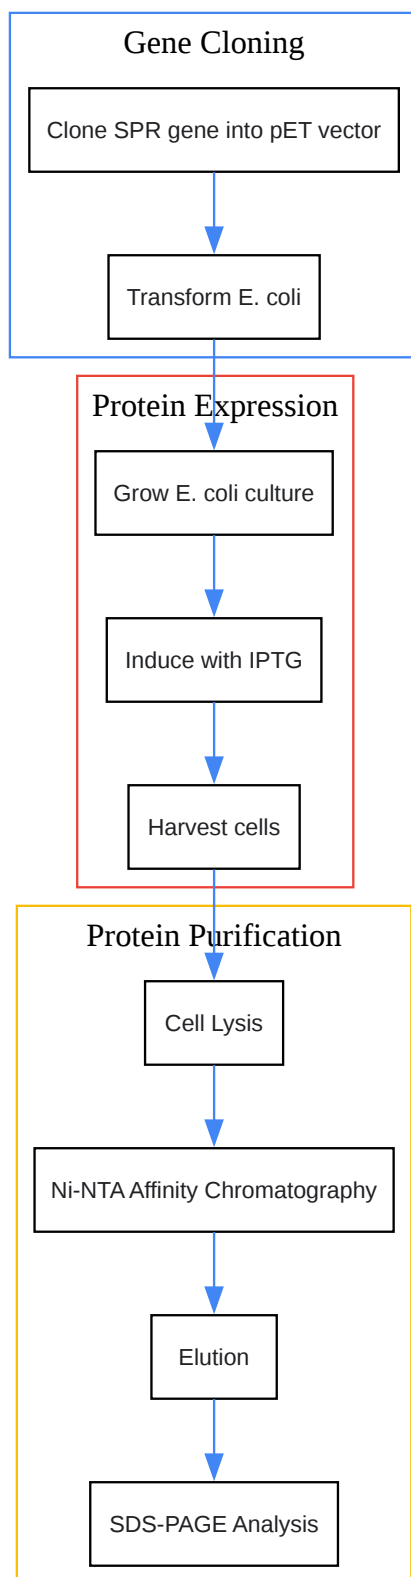 Gene Cloning
Clone SPR gene into pET vector
Transform E. coli
Protein Expression
Grow E. coli culture
Induce with IPTG
Harvest cells
Protein Purification
Cell Lysis
Ni-NTA Affinity Chromatography
Elution
SDS-PAGE Analysis